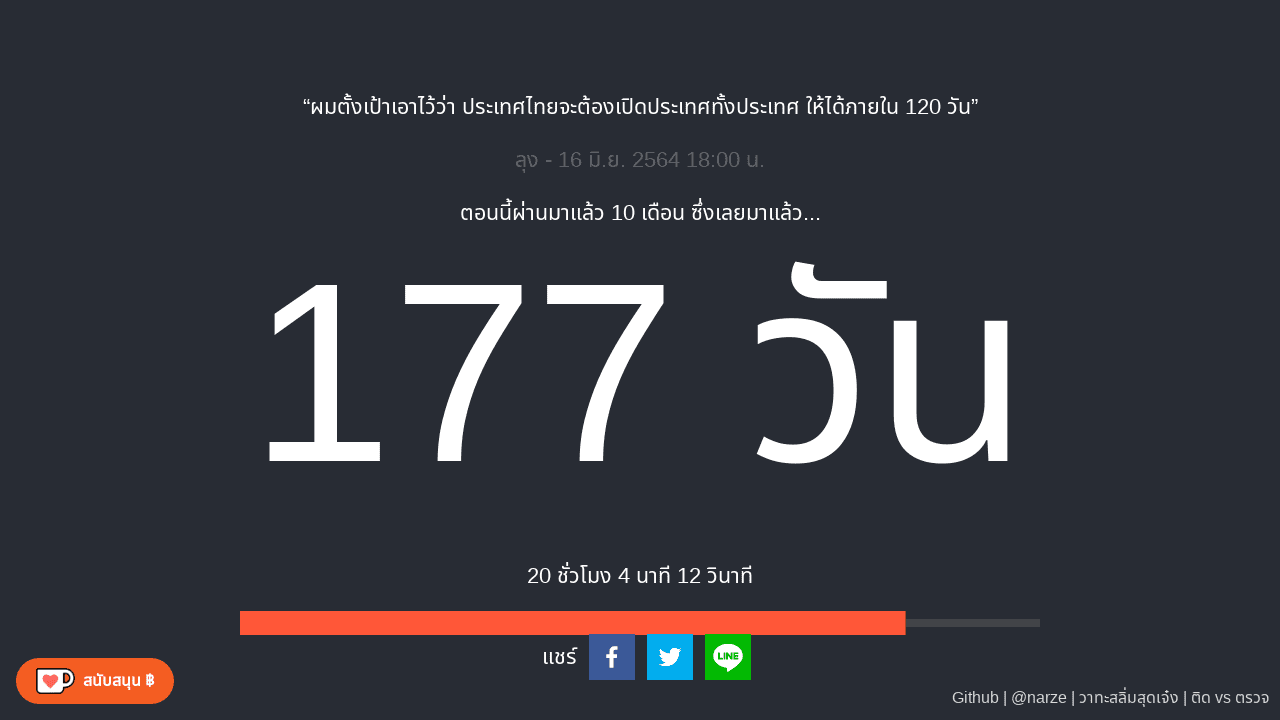 “ผมตั้งเป้าเอาไว้ว่า ประเทศไทยจะต้องเปิดประเทศทั้งประเทศ ให้ได้ภายใน 120 วัน”
ลุง - 16 มิ.ย. 2564 18:00 น.
ตอนนี้ผ่านมาแล้ว 10 เดือน ซึ่งเลยมาแล้ว...
177 วัน
20 ชั่วโมง 4 นาที 12 วินาที
แชร์
LINE
สนับสนุน ฿
Github | @narze | วาทะสลิ่มสุดเจ๋ง | ติด vs ตรวจ